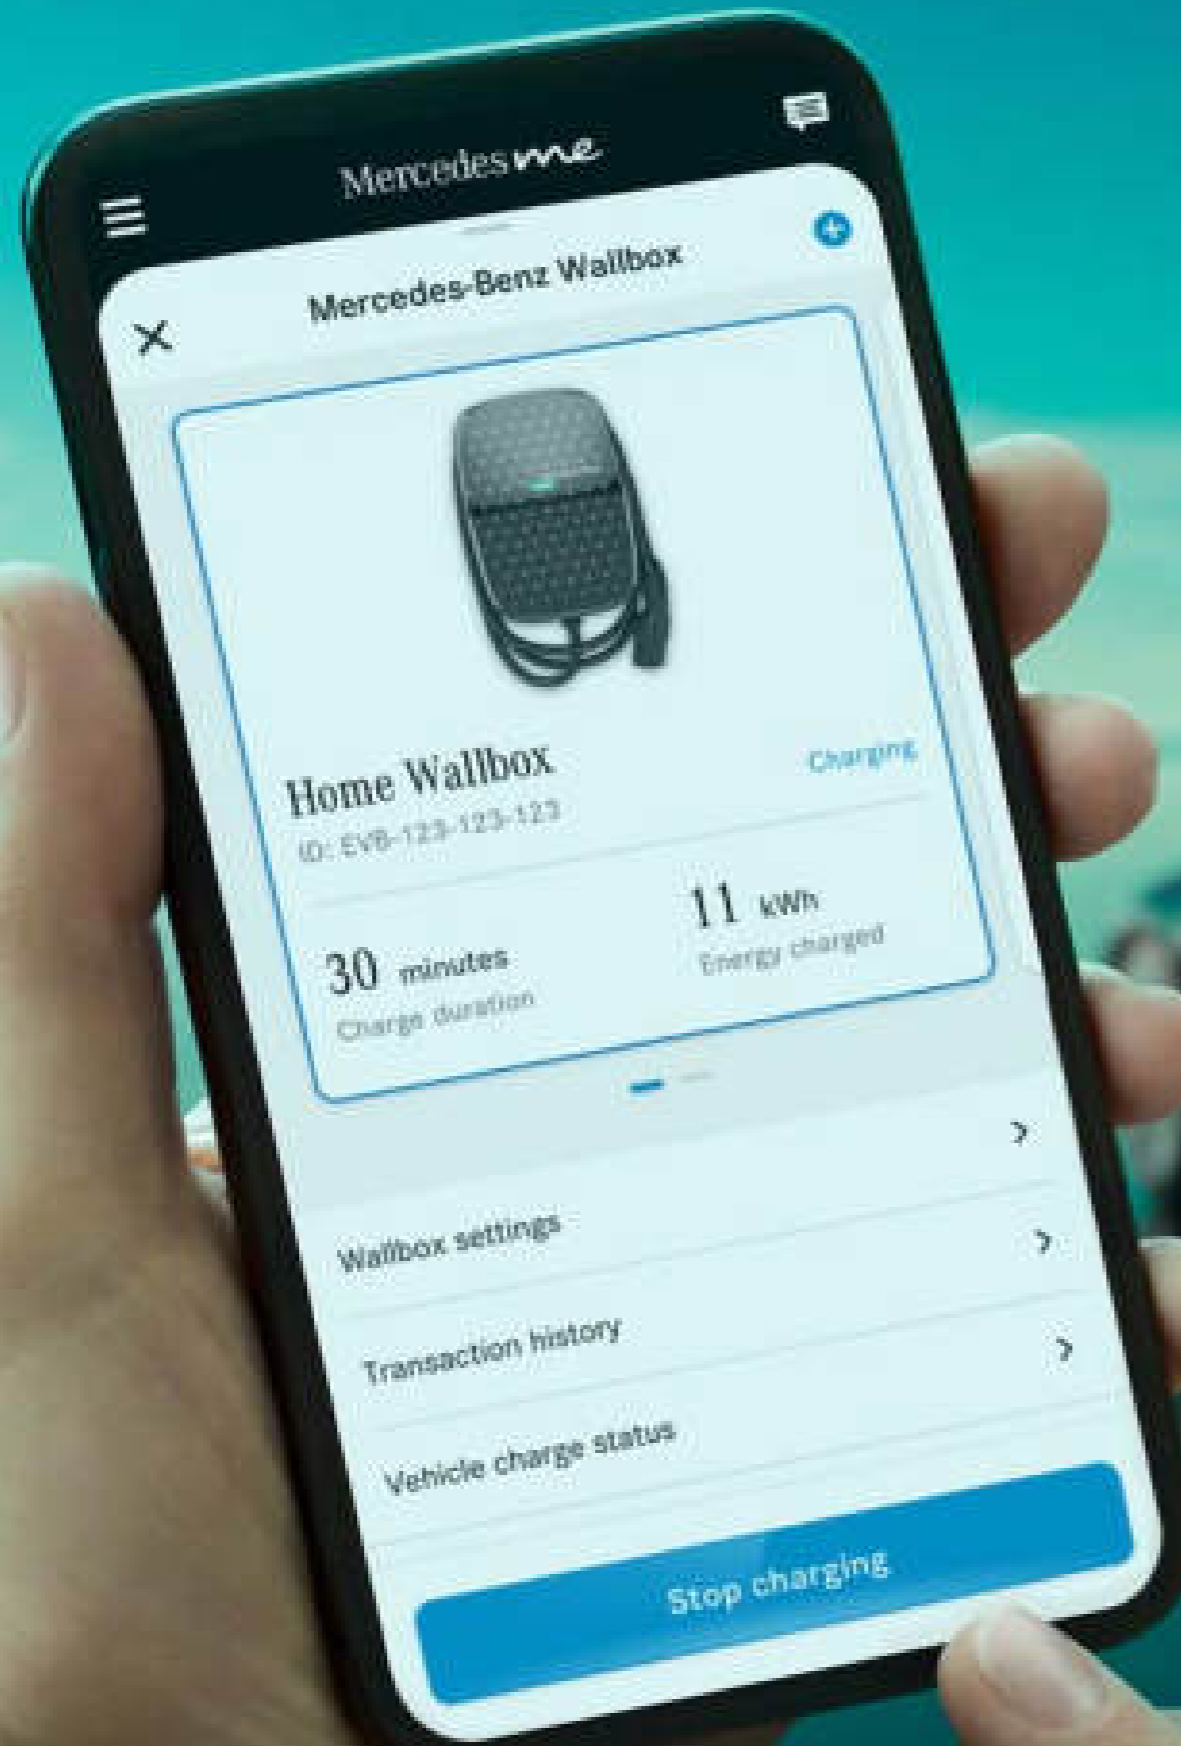 Mercedes me
Mercedes-Benz Wallbox
Home Wallbox
Charging
ID: EVB-123-123-123
30 minutes
Charge duration
11 kWh
Energy charged
Wallbox settings
Transaction history
Vehicle charge status
Stop charging